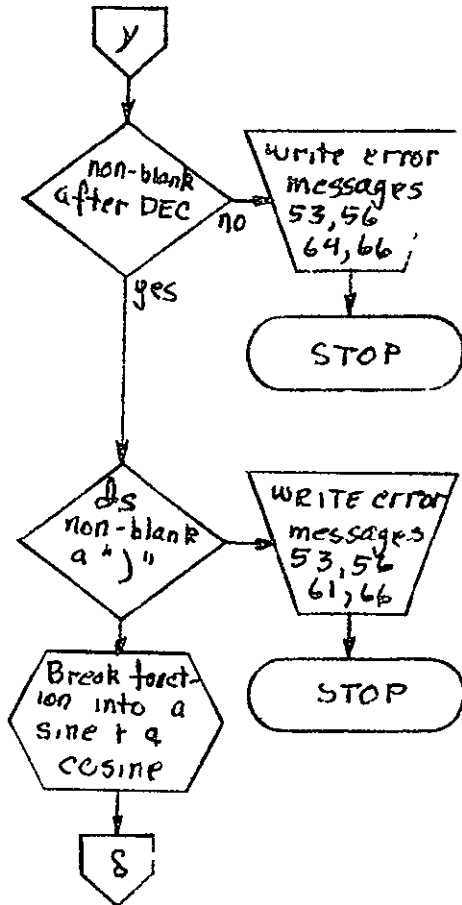 γ
non-blank
after DEC
no
yes
write error
messages
53, 56
64, 66
STOP
Is
non-blank
a ")"
WRITE error
messages
53, 56
61, 66
STOP
Break funct-
ion into a
sine + a
cosine
δ